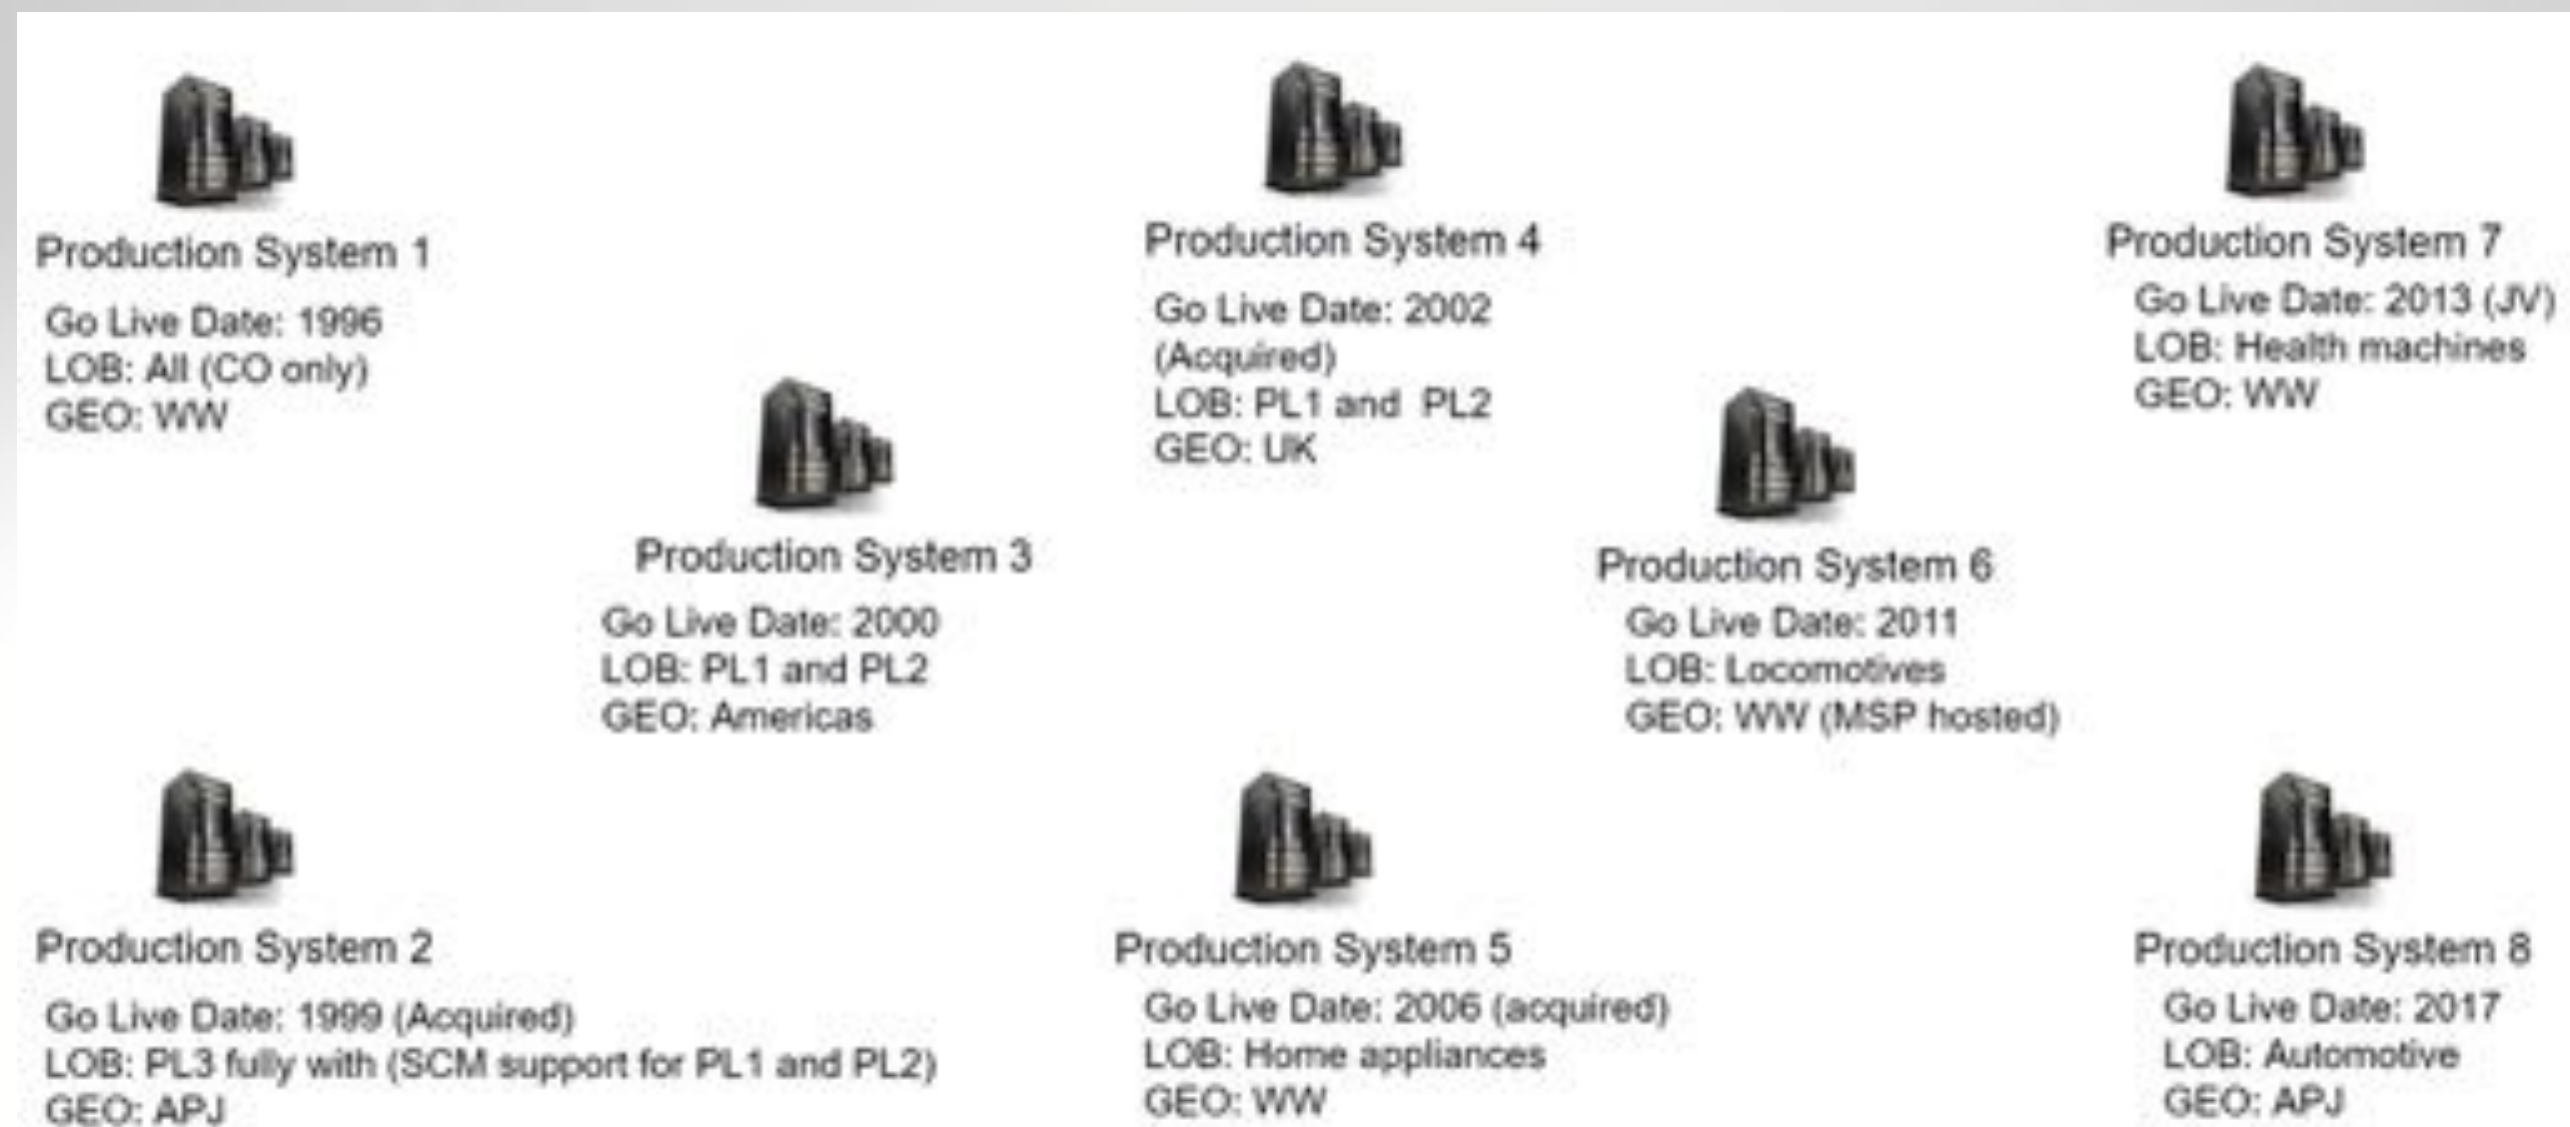 Production System 1
Go Live Date: 1996
LOB: All (CO only)
GEO: WW
Production System 2
Go Live Date: 1999 (Acquired)
LOB: PL3 fully with (SCM support for PL1 and PL2)
GEO: APJ
Production System 3
Go Live Date: 2000
LOB: PL1 and PL2
GEO: Americas
Production System 4
Go Live Date: 2002
(Acquired)
LOB: PL1 and PL2
GEO: UK
Production System 5
Go Live Date: 2006 (acquired)
LOB: Home appliances
GEO: WW
Production System 6
Go Live Date: 2011
LOB: Locomotives
GEO: WW (MSP hosted)
Production System 7
Go Live Date: 2013 (JV)
LOB: Health machines
GEO: WW
Production System 8
Go Live Date: 2017
LOB: Automotive
GEO: APJ